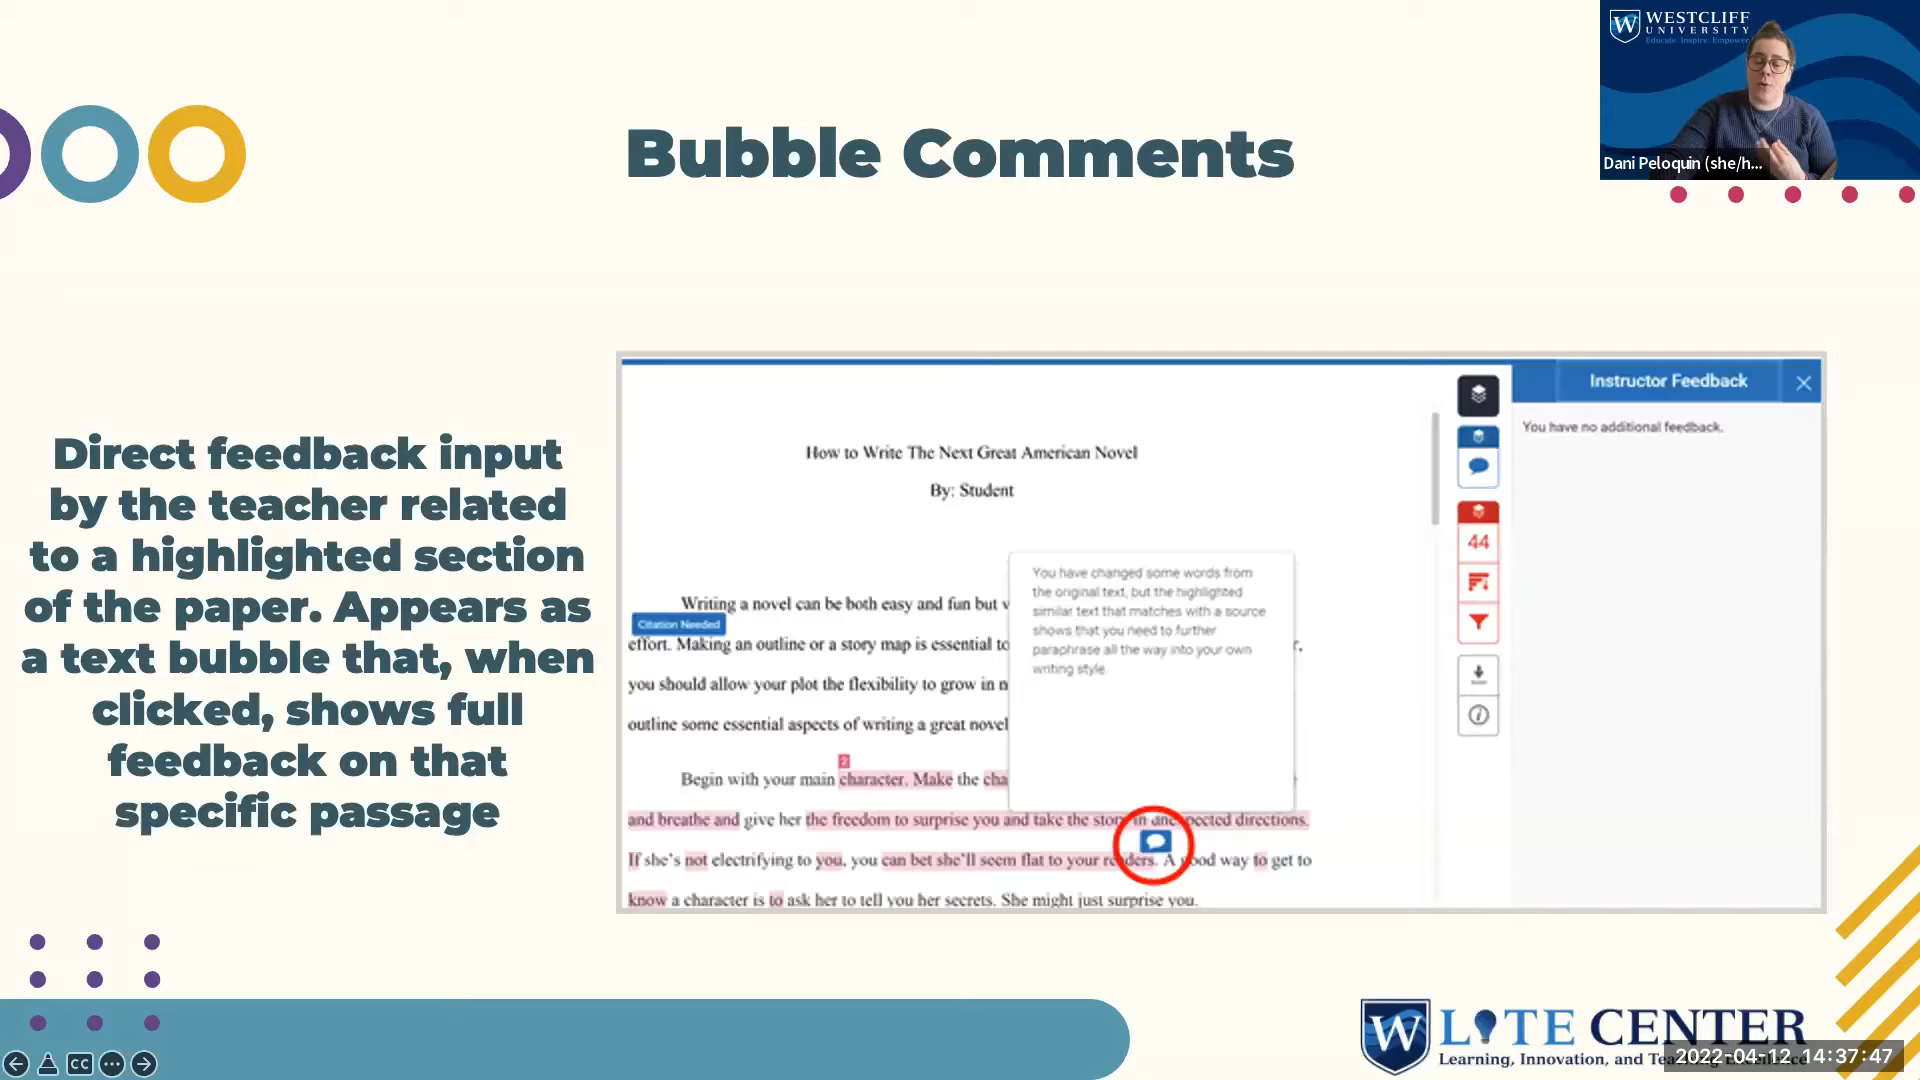 WESTCLIFF
UNIVERSITY
Educate. Inspire. Empower.
Dani Peloquin (she/h...
Bubble Comments
Direct feedback input
by the teacher related
to a highlighted section
of the paper. Appears as
a text bubble that, when
clicked, shows full
feedback on that
specific passage
Instructor Feedback
You have no additional feedback.
44
How to Write The Next Great American Novel
By: Student
Writing a novel can be both easy and fun but
Citation Needed
effort. Making an outline or a story map is essential to
you should allow your plot the flexibility to grow in
outline some essential aspects of writing a great novel
You have changed some words from
the original text, but the highlighted
similar text that matches with a source
shows that you need to further
paraphrase all the way into your own
writing style.
2
Begin with your main character. Make the
and breathe and give her the freedom to surprise you and take the story in unexpected directions.
If she's not electrifying to you, you can bet she'll seem flat to your readers. A good way to get to
know a character is to ask her to tell you her secrets. She might just surprise you.
CC
W LITE CENTER
Learning, Innovation, and
2022-04-12 14:37:47